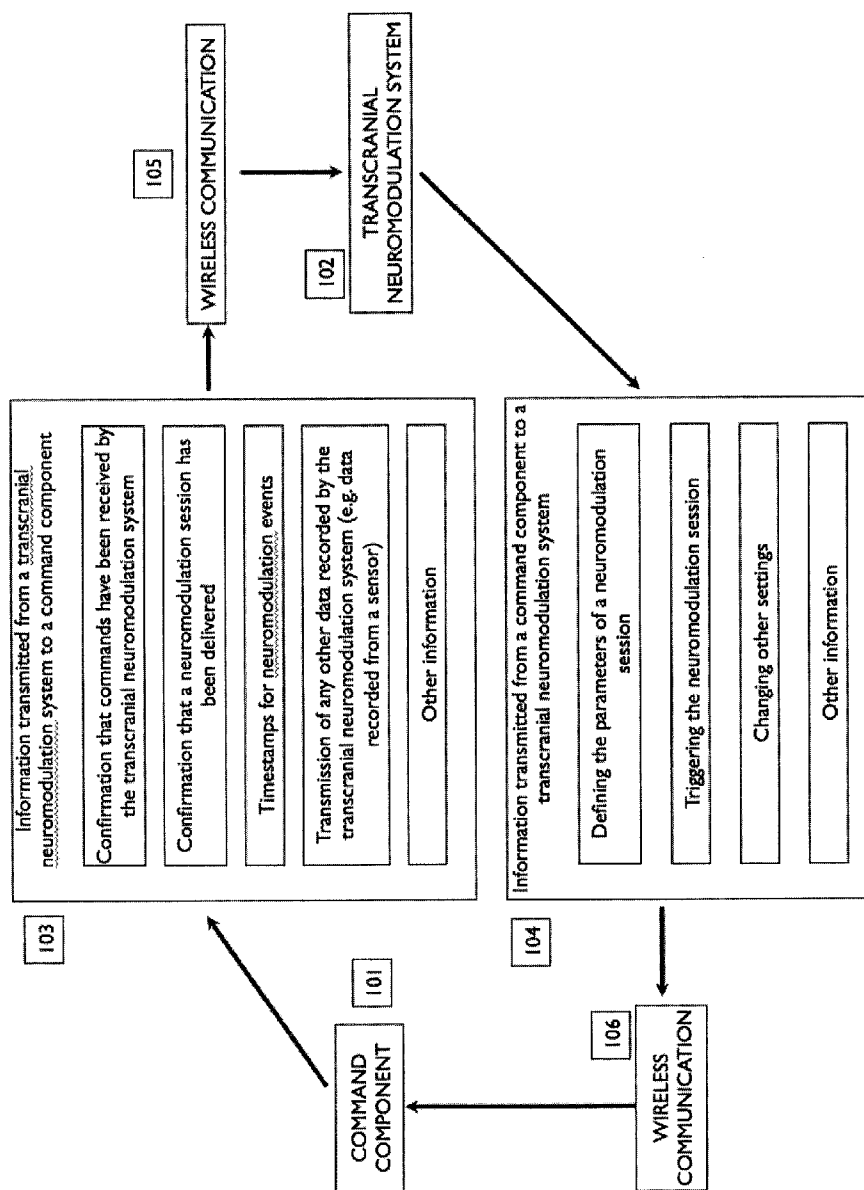 COMMAND
COMPONENT
101
103
Information transmitted from a transcranial
neuromodulation system to a command component
Confirmation that commands have been received by
the transcranial neuromodulation system
Confirmation that a neuromodulation session has
been delivered
Timestamps for neuromodulation events
Transmission of any other data recorded by the
transcranial neuromodulation system (e.g. data
recorded from a sensor)
Other information
105
WIRELESS COMMUNICATION
102
TRANSCRANIAL
NEUROMODULATION SYSTEM
104
Information transmitted from a command component to a
transcranial neuromodulation system
Defining the parameters of a neuromodulation
session
Triggering the neuromodulation session
Changing other settings
Other information
106
WIRELESS
COMMUNICATION